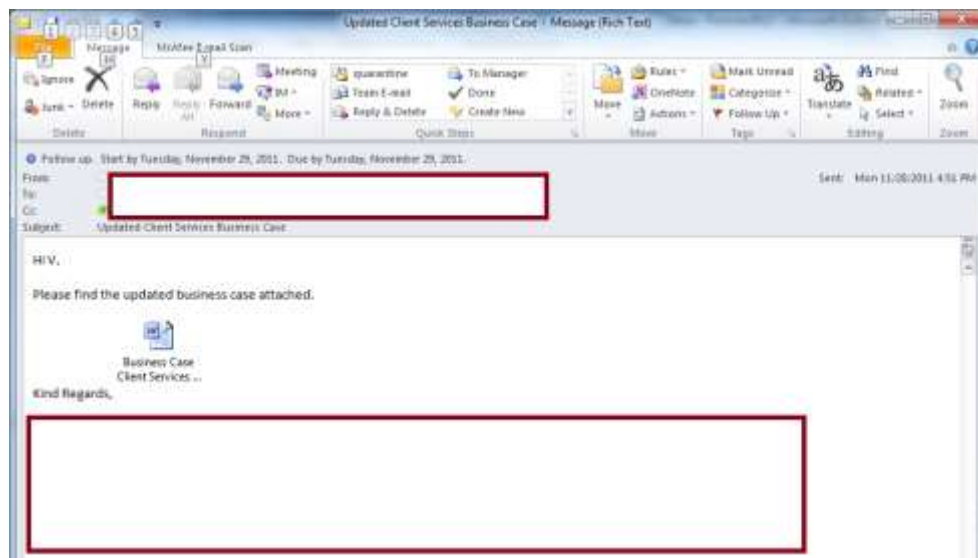 Updated Client Services Business Case - Message (Rich Text)
File Message McAfee E-mail Scan
Ignore
Junk - Delete
Reply Reply All Forward
Meeting
IM -
More -
quarantine
Team E-mail
Reply & Delete
To Manager
Done
Create New
Move
Rules -
OneNote
Actions -
Mark Unread
Categorize -
Follow Up -
Translate
Find
Related -
Select -
Zoom
Delete Respond Quick Steps Move Tags Editing Zoom
Follow up. Start by Tuesday, November 29, 2011. Due by Tuesday, November 29, 2011.
From:
Sent: Mon 11/28/2011 4:51 PM
To:
Cc:
Subject: Updated Client Services Business Case
Hi V,
Please find the updated business case attached.
Business Case
Client Services ...
Kind Regards,